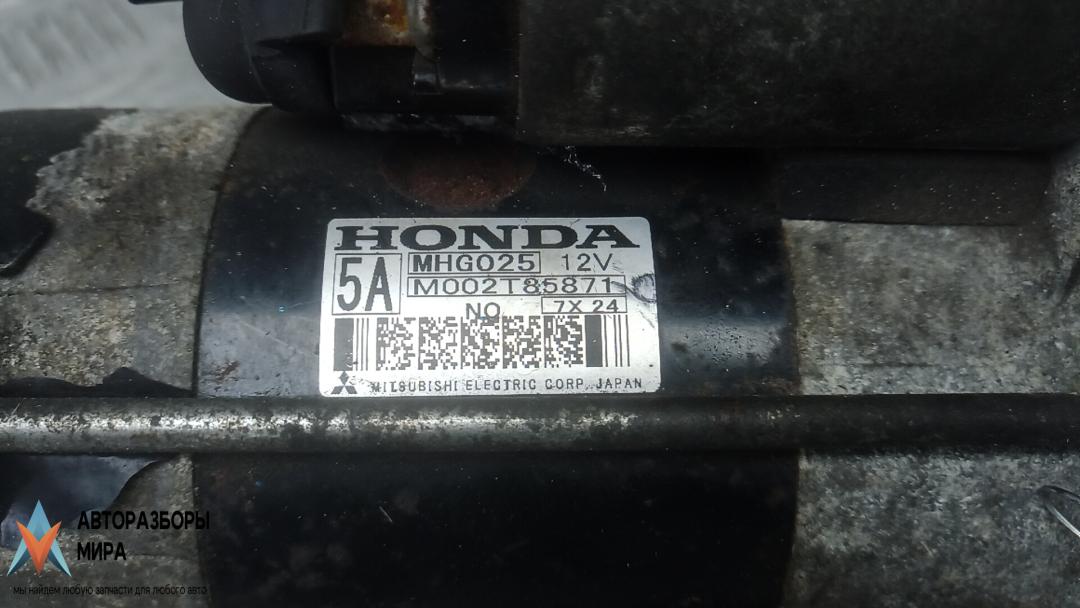 HONDA
5A MHG025 12V
M002T85871
NO 7X 24
MITSUBISHI ELECTRIC CORP. JAPAN
АВТОРАЗБОРЫ
МИРА
мы найдем любую запчасти для любого авто